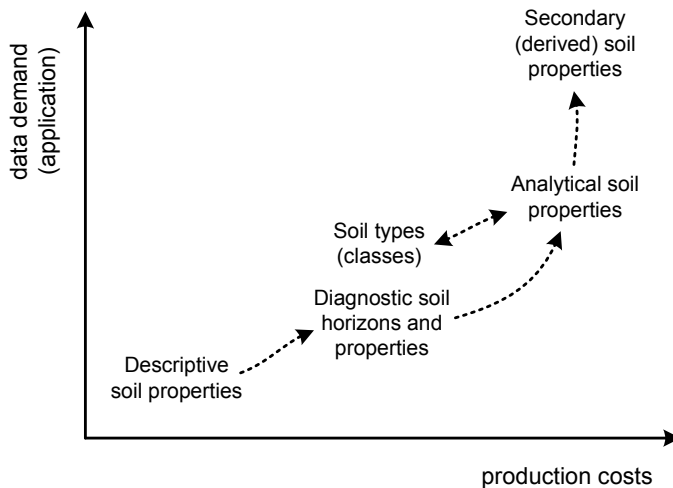 Secondary
(derived) soil
properties
data demand
(application)
Analytical soil
properties
Soil types
(classes)
Diagnostic soil
horizons and
properties
Descriptive
soil properties
production costs